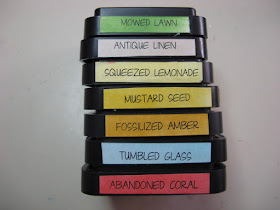 MOWED LAWN
ANTIQUE LINEN
SQUEEZED LEMONADE
MUSTARD SEED
FOSSILIZED AMBER
TUMBLED GLASS
ABANDONED CORAL